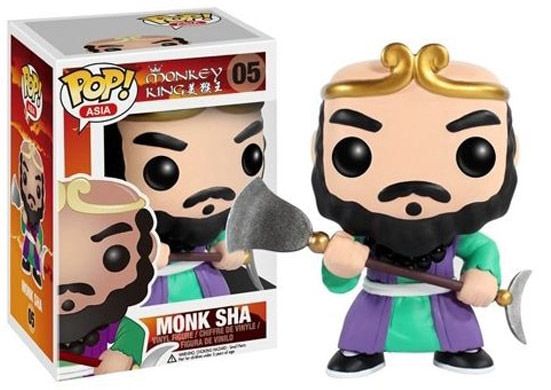 POP!
ASIA
MONKEY
KING美猴王
05
MONK SHA
05
MONK SHA
VINYL FIGURE / CHIFFRE DE VINYLE /
FIGURA DE VINILO
WARNING: